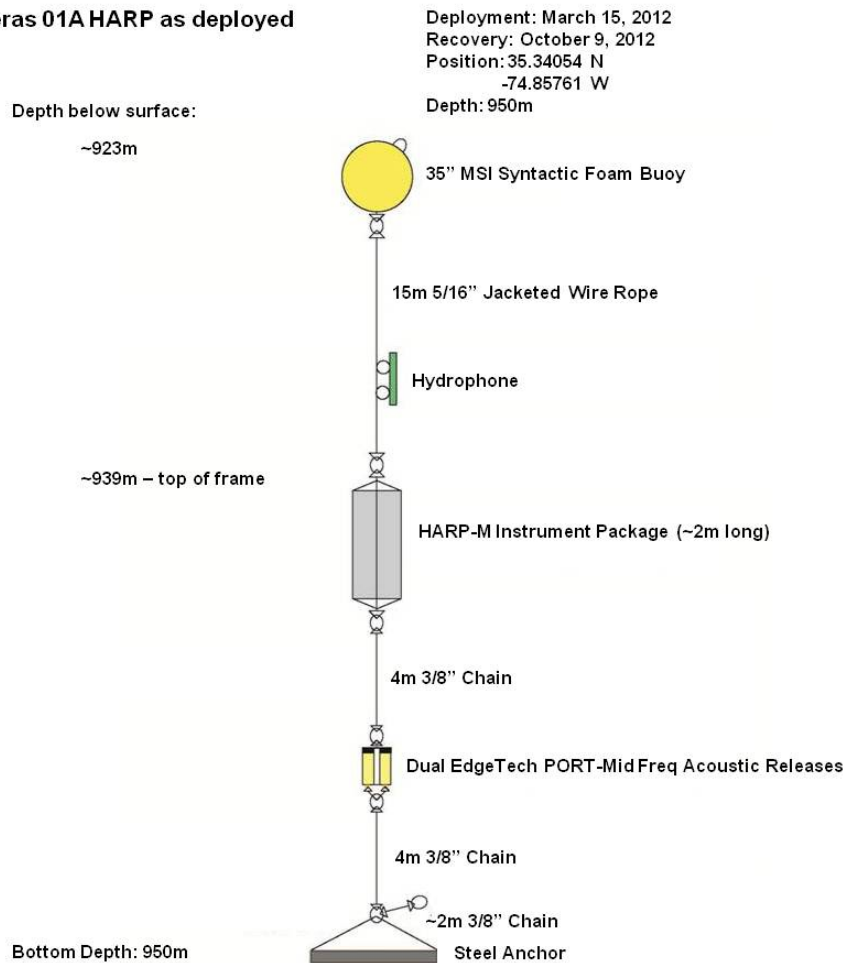 eras 01A HARP as deployed
Deployment: March 15, 2012
Recovery: October 9, 2012
Position: 35.34054 N
-74.85761 W
Depth: 950m
Depth below surface:
~923m
35” MSI Syntactic Foam Buoy
15m 5/16” Jacketed Wire Rope
Hydrophone
~939m – top of frame
HARP-M Instrument Package (~2m long)
4m 3/8” Chain
Dual EdgeTech PORT-Mid Freq Acoustic Releases
4m 3/8” Chain
~2m 3/8” Chain
Bottom Depth: 950m
Steel Anchor